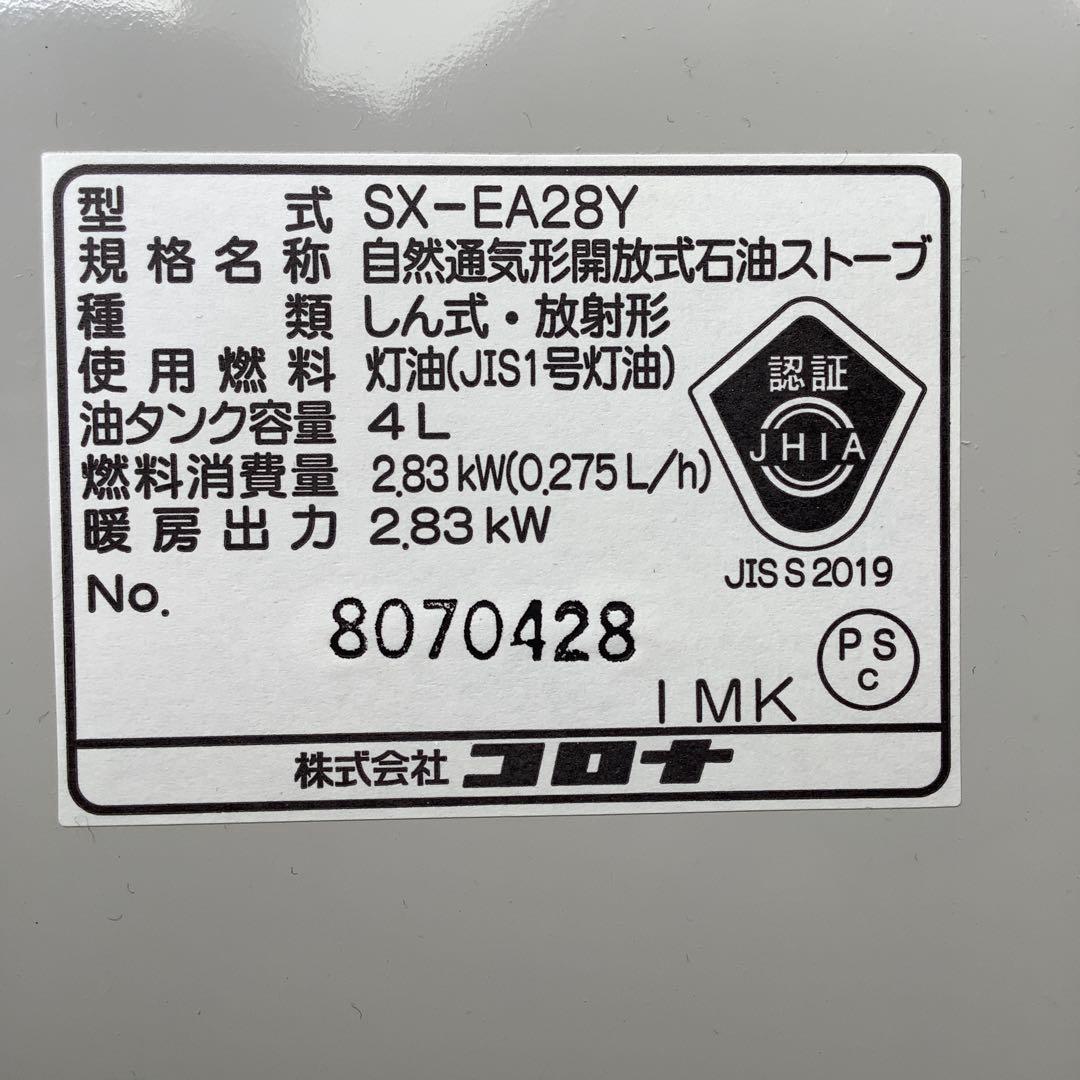 型式 SX-EA28Y
規格名称 自然通気形開放式石油ストーブ
種類 しん式・放射形
使用燃料 灯油(JIS1号灯油)
油タンク容量 4L
燃料消費量 2.83kW(0.275L/h)
暖房出力 2.83kW
認証
JHIA
JIS S 2019
No. 8070428
PS
C
IMK
株式会社 コロナ